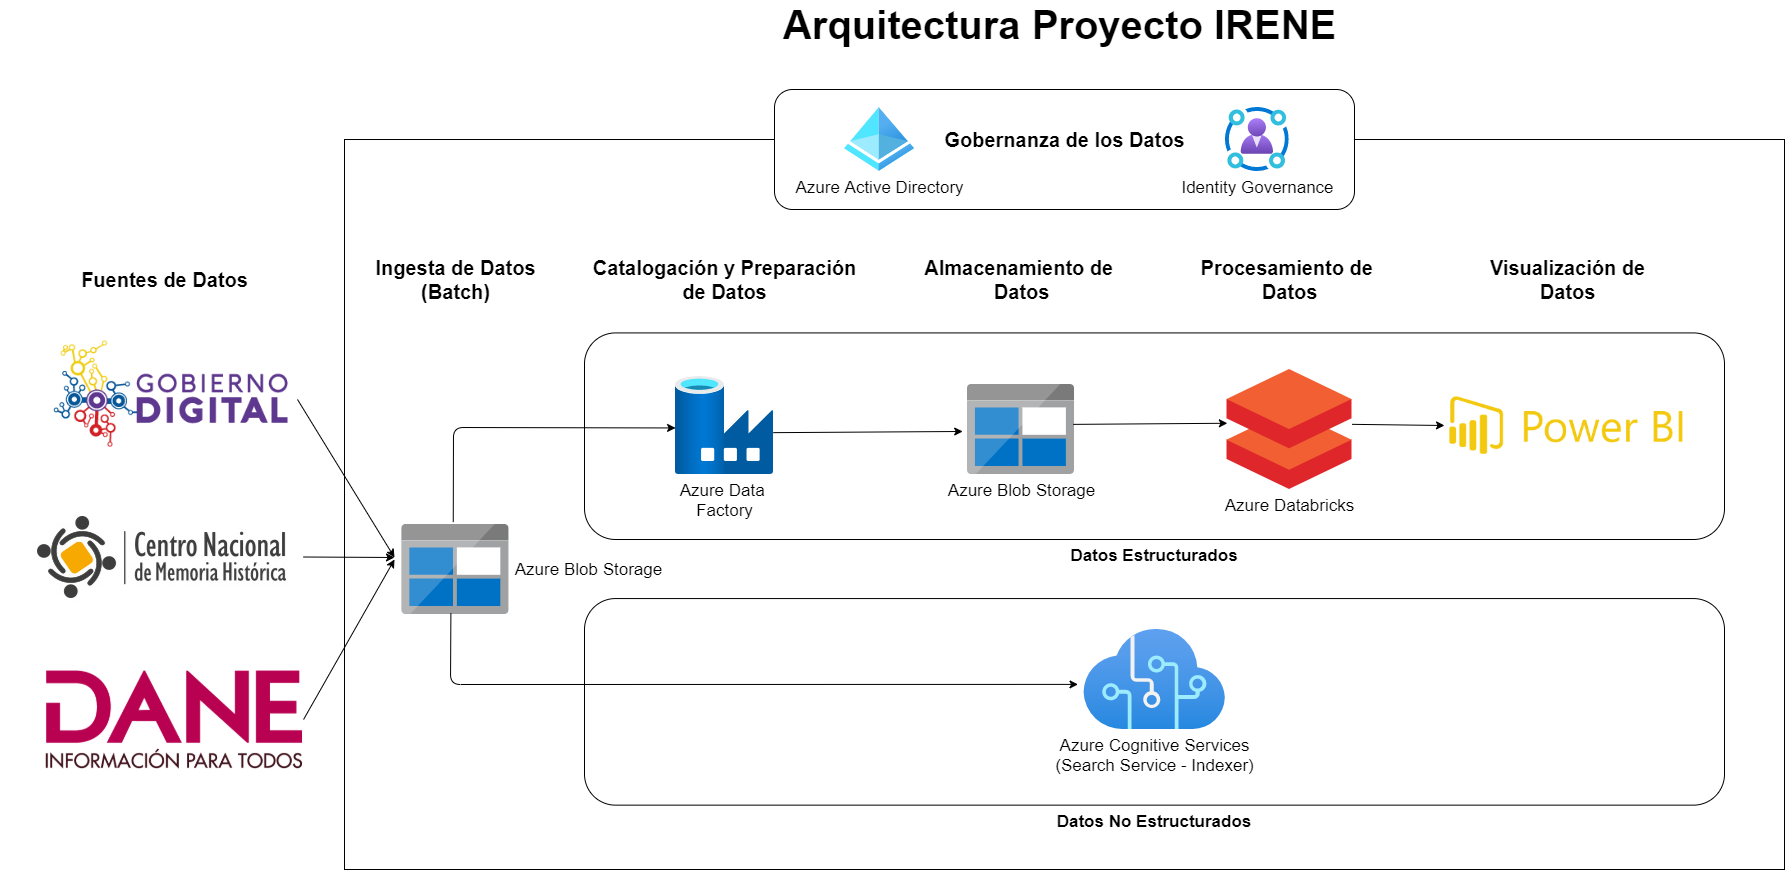 Arquitectura Proyecto IRENE
Gobernanza de los Datos
Azure Active Directory
Identity Governance
Fuentes de Datos
Ingesta de Datos
(Batch)
Catalogación y Preparación
de Datos
Almacenamiento de
Datos
Procesamiento de
Datos
Visualización de
Datos
GOBIERNO
DIGITAL
Centro Nacional
de Memoria Histórica
DANE
INFORMACIÓN PARA TODOS
Azure Blob Storage
Azure Data
Factory
Azure Blob Storage
Azure Databricks
Power BI
Datos Estructurados
Azure Cognitive Services
(Search Service - Indexer)
Datos No Estructurados